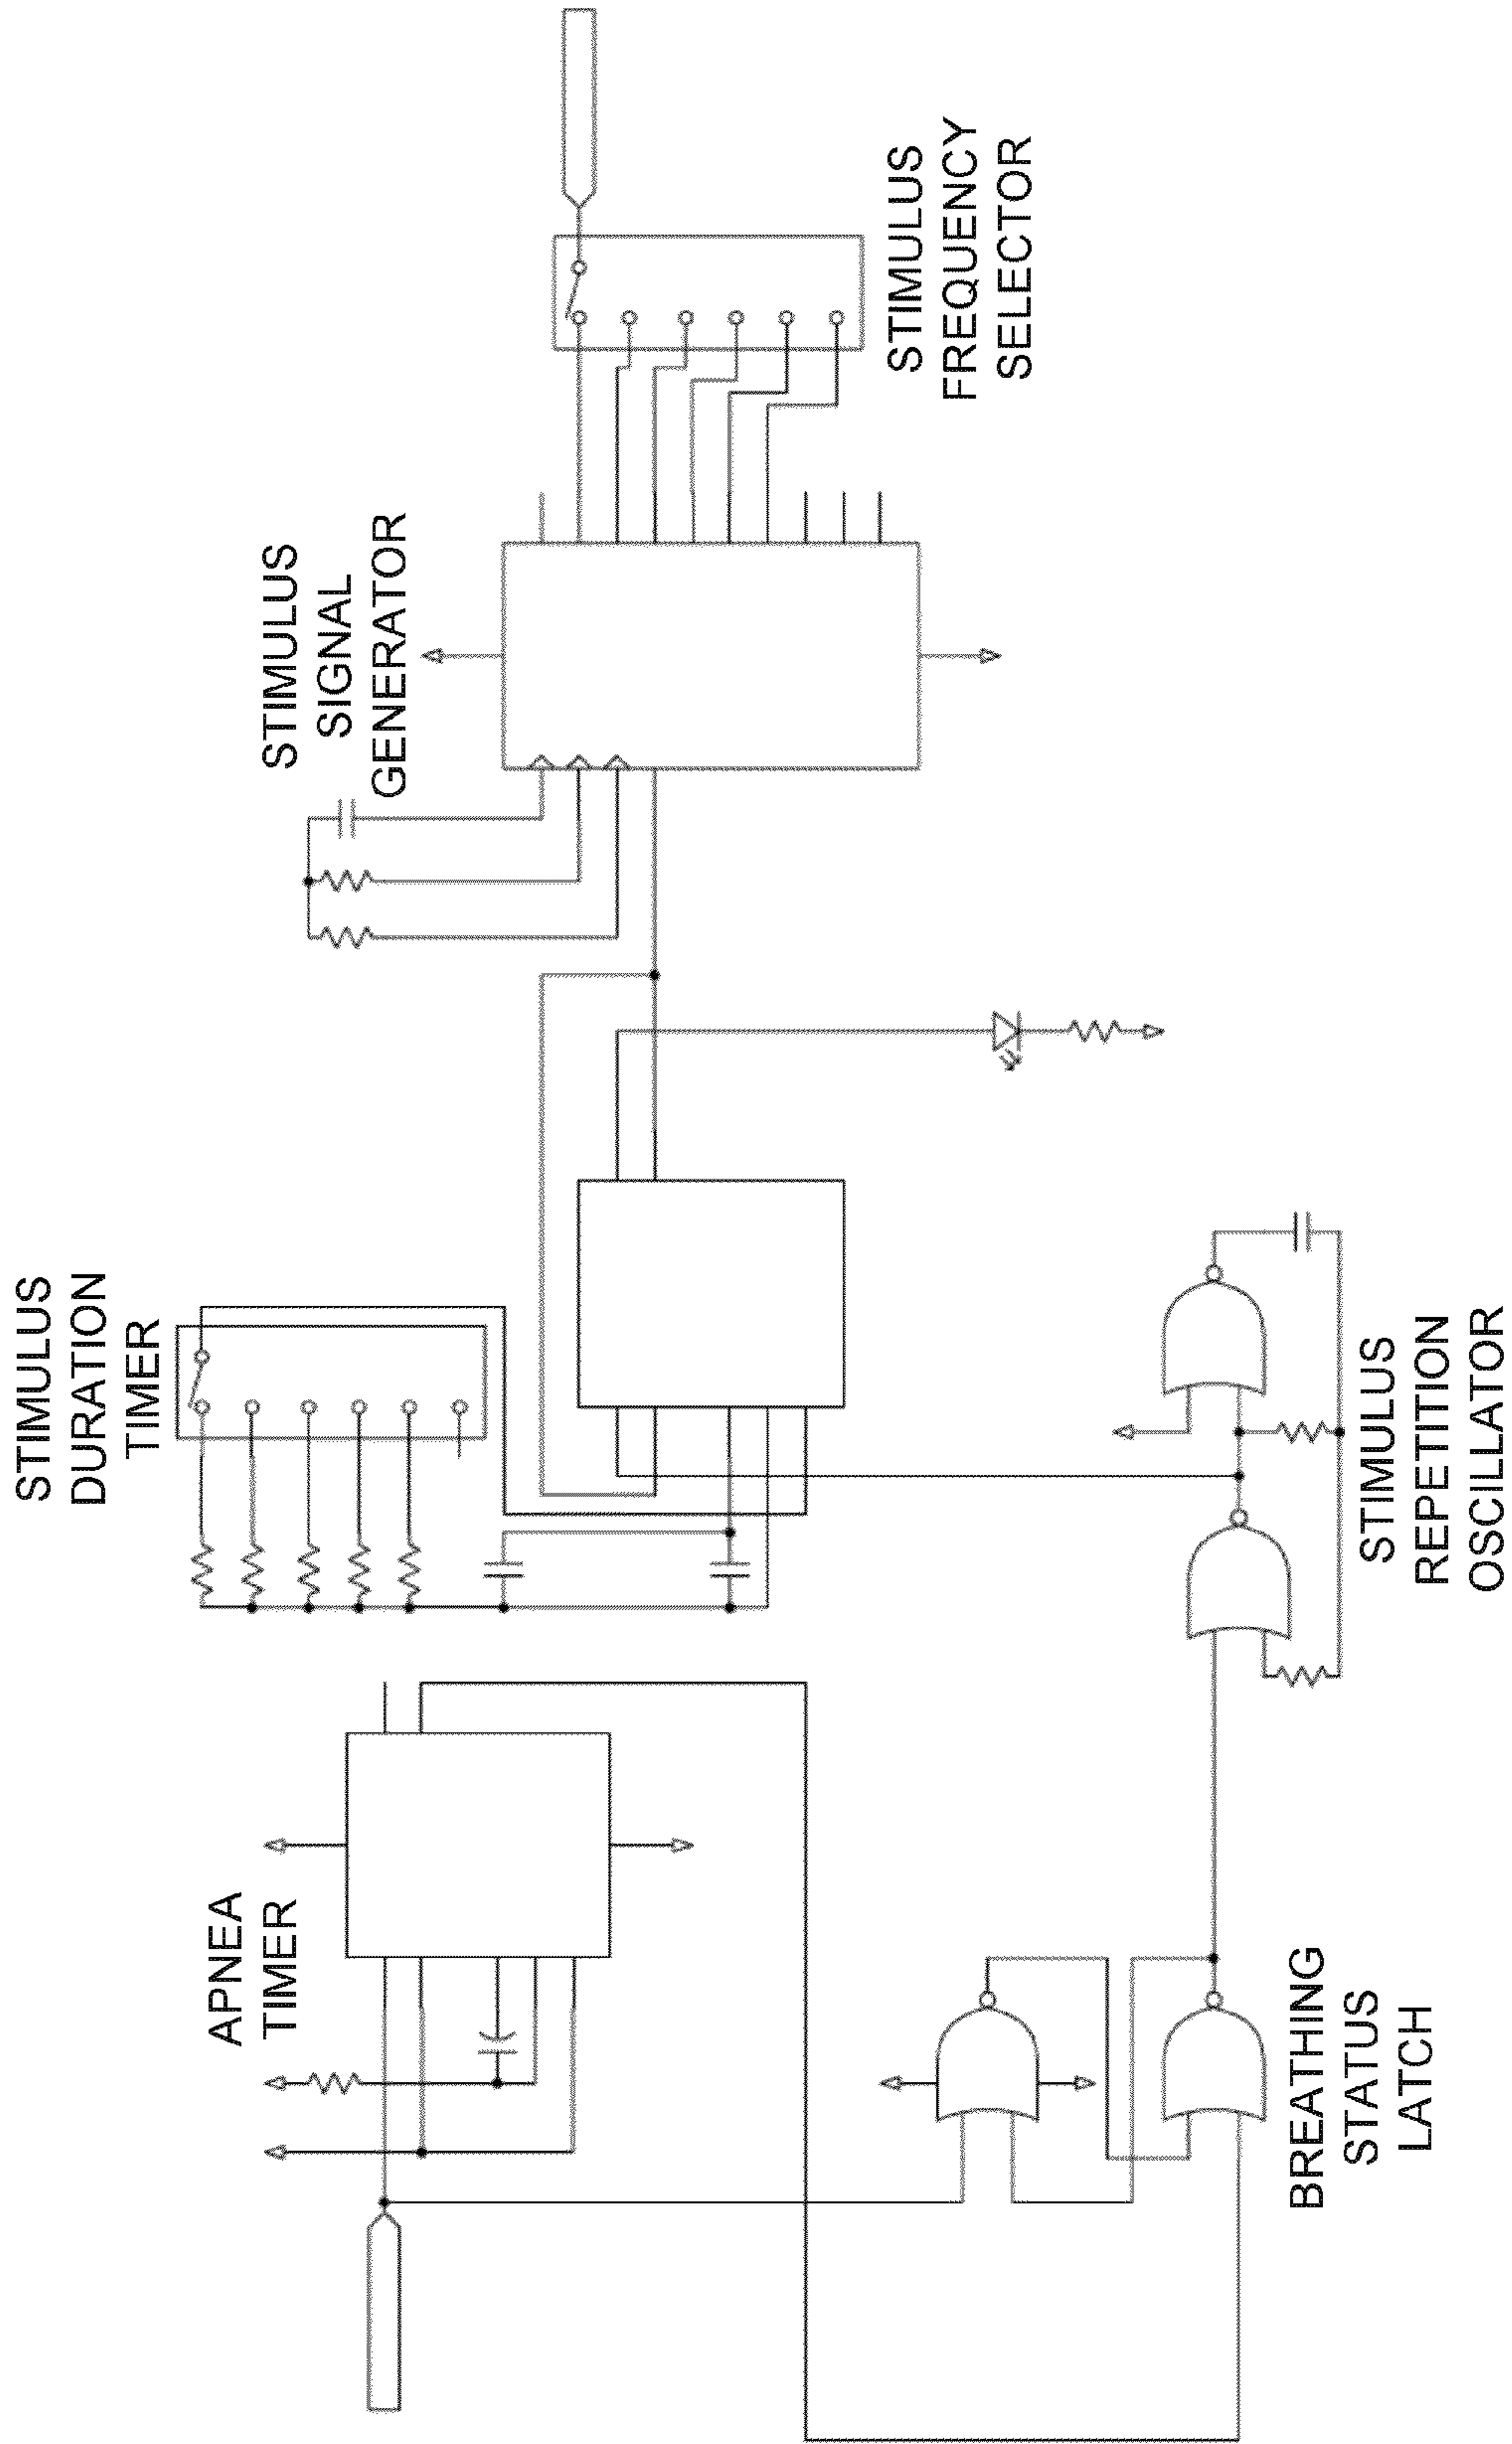 STIMULUS
DURATION
TIMER
STIMULUS
SIGNAL
GENERATOR
STIMULUS
FREQUENCY
SELECTOR
APNEA
TIMER
BREATHING
STATUS
LATCH
STIMULUS
REPETITION
OSCILLATOR